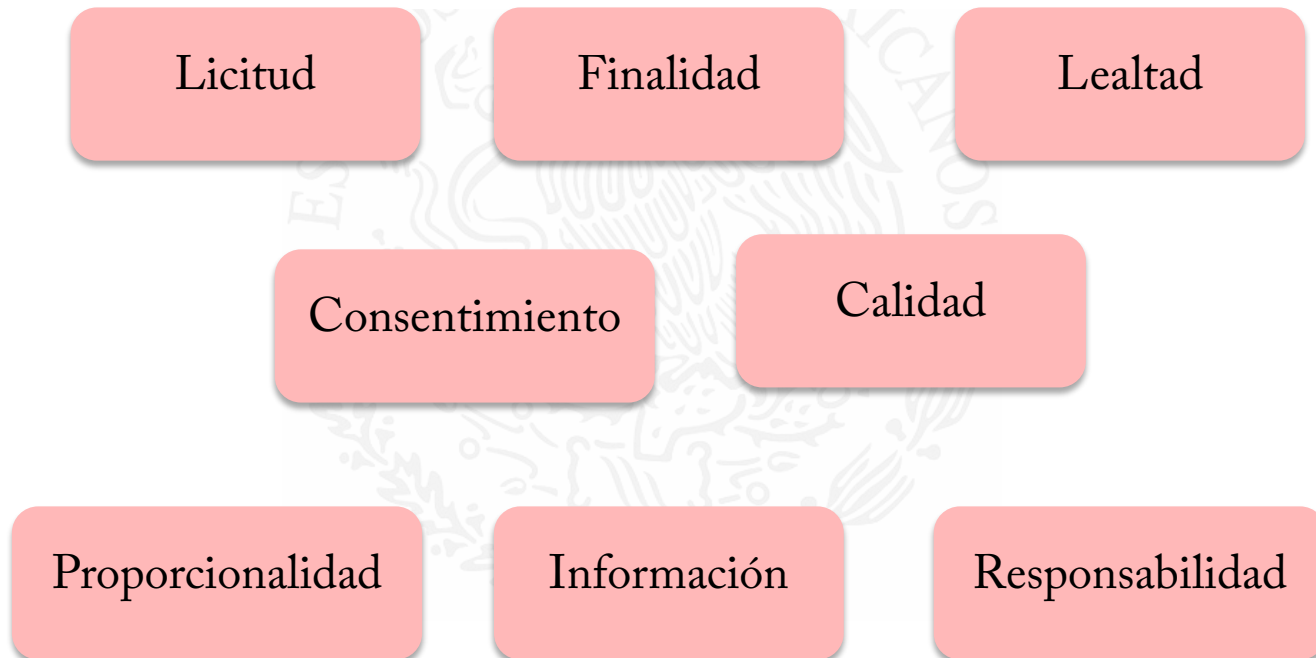 Licitud
Finalidad
Lealtad
Consentimiento
Calidad
Proporcionalidad
Información
Responsabilidad